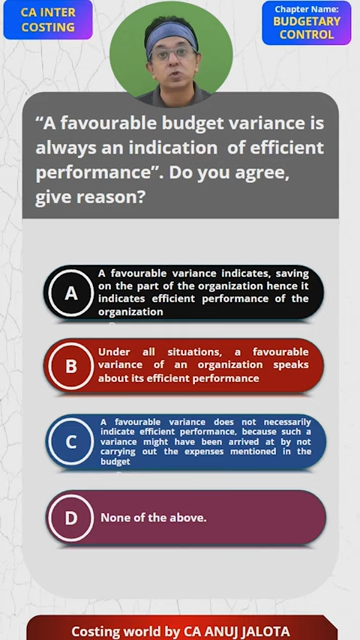 CA INTER
COSTING
Chapter Name:
BUDGETARY
CONTROL
“A favourable budget variance is
always an indication of efficient
performance”. Do you agree,
give reason?
A
A favourable variance indicates, saving
on the part of the organization hence it
indicates efficient performance of the
organization
B
Under all situations, a favourable
variance of an organization speaks
about its efficient performance
C
A favourable variance does not necessarily
indicate efficient performance, because such a
variance might have been arrived at by not
carrying out the expenses mentioned in the
budget
D
None of the above.
Costing world by CA ANUJ JALOTA